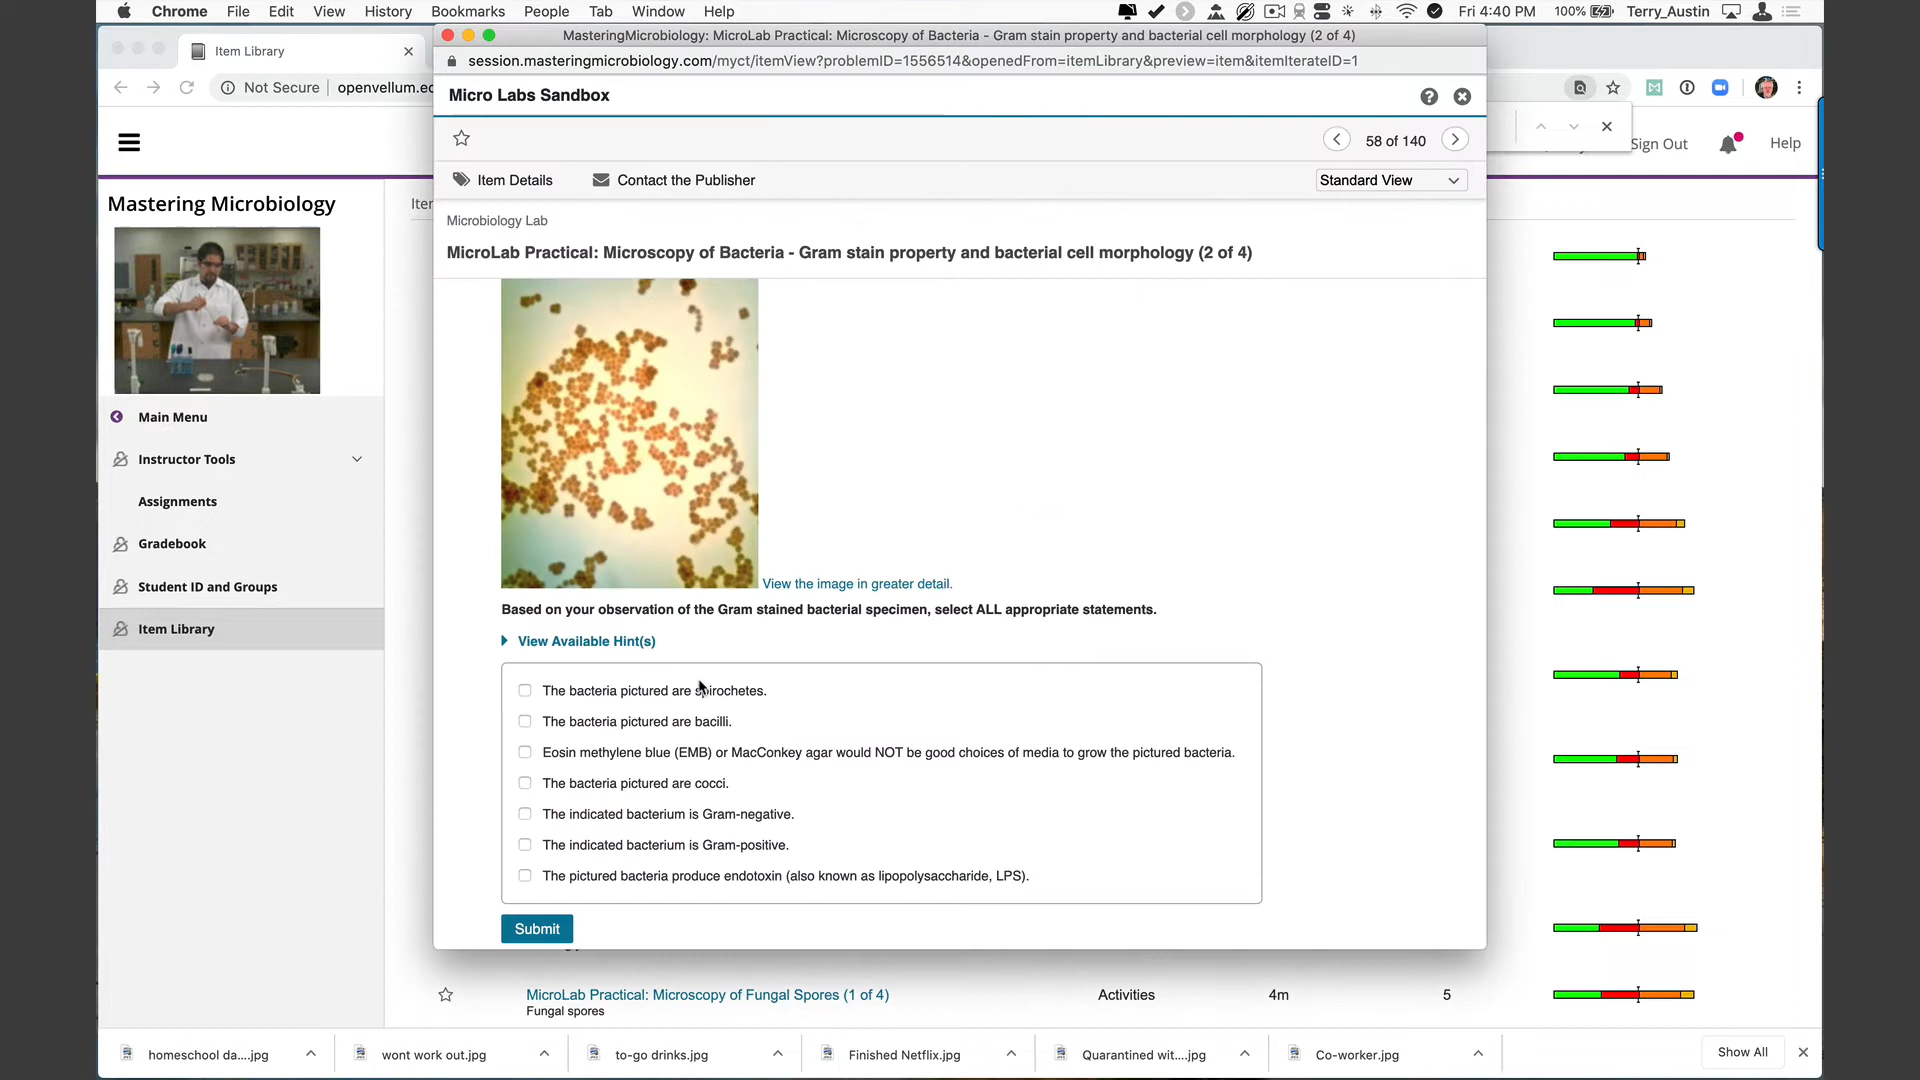 Chrome File Edit View History Bookmarks People Tab Window Help
Fri 4:40 PM 100% Terry_Austin
Item Library
MasteringMicrobiology: MicroLab Practical: Microscopy of Bacteria - Gram stain property and bacterial cell morphology (2 of 4)
Not Secure openvellum.ec
session.masteringmicrobiology.com/myct/itemView?problemID=1556514&openedFrom=itemLibrary&preview=item&itemIterateID=1
Micro Labs Sandbox
58 of 140
Sign Out Help
Item Details Contact the Publisher Standard View
Mastering Microbiology
Microbiology Lab
MicroLab Practical: Microscopy of Bacteria - Gram stain property and bacterial cell morphology (2 of 4)
Main Menu
Instructor Tools
Assignments
Gradebook
Student ID and Groups
Item Library
View the image in greater detail.
Based on your observation of the Gram stained bacterial specimen, select ALL appropriate statements.
View Available Hint(s)
The bacteria pictured are spirochetes.
The bacteria pictured are bacilli.
Eosin methylene blue (EMB) or MacConkey agar would NOT be good choices of media to grow the pictured bacteria.
The bacteria pictured are cocci.
The indicated bacterium is Gram-negative.
The indicated bacterium is Gram-positive.
The pictured bacteria produce endotoxin (also known as lipopolysaccharide, LPS).
Submit
MicroLab Practical: Microscopy of Fungal Spores (1 of 4) Activities 4m 5
Fungal spores
homeschool da....jpg wont work out.jpg to-go drinks.jpg Finished Netflix.jpg Quarantined wit....jpg Co-worker.jpg Show All